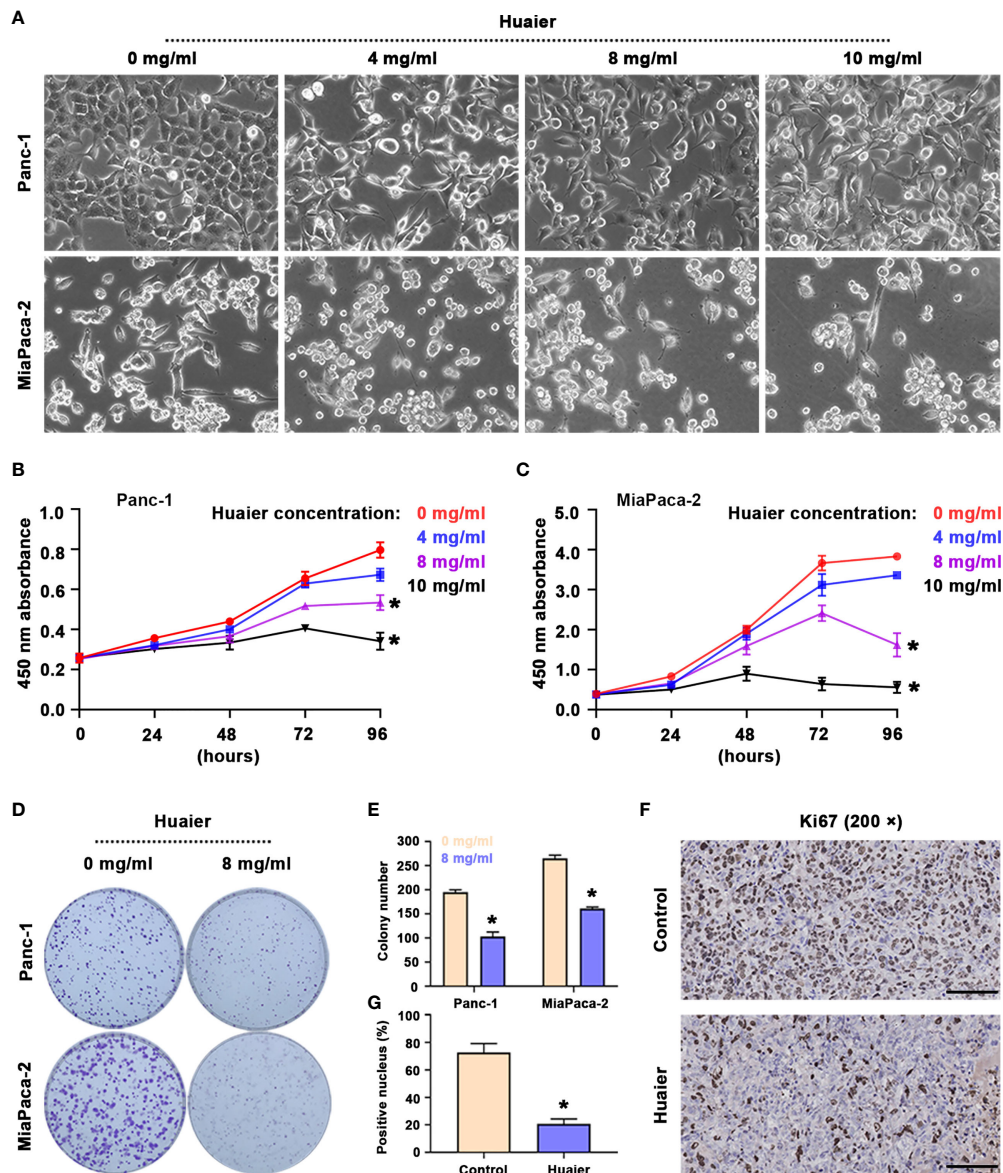 A
Huaier
0 mg/ml 4 mg/ml 8 mg/ml 10 mg/ml
Panc-1
MiaPaca-2
B
Panc-1
Huaier concentration: 0 mg/ml
4 mg/ml
8 mg/ml
10 mg/ml
450 nm absorbance
1.0
0.8
0.6
0.4
0.2
0.0
*
*
0 24 48 72 96
(hours)
C
MiaPaca-2
Huaier concentration: 0 mg/ml
4 mg/ml
8 mg/ml
10 mg/ml
450 nm absorbance
5.0
4.0
3.0
2.0
1.0
0.0
*
*
0 24 48 72 96
(hours)
D
Huaier
0 mg/ml 8 mg/ml
Panc-1
MiaPaca-2
E
0 mg/ml
8 mg/ml
Colony number
300
250
200
150
100
50
0
*
*
Panc-1 MiaPaca-2
G
Positive nucleus (%)
80
60
40
20
0
*
Control Huaier
F
Ki67 (200 ×)
Control
Huaier